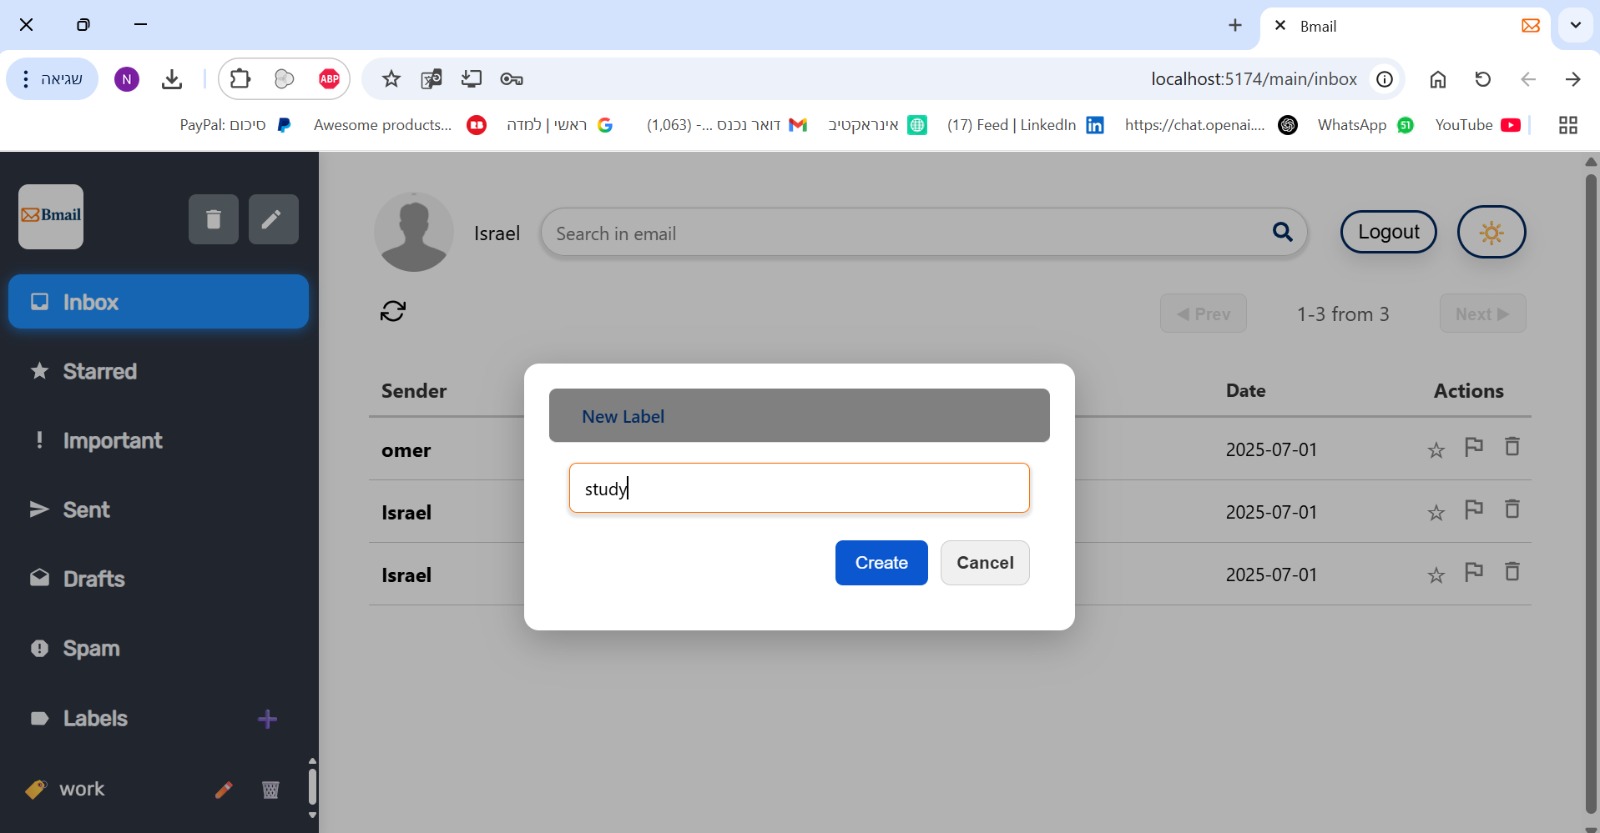 Bmail
שגיאה
N
ABP
localhost:5174/main/inbox
PayPal: סיכום
Awesome products...
ראשי | למדה
דואר נכנס -... (1,063)
אינראקטיב
(17) Feed | LinkedIn
https://chat.openai....
WhatsApp
51
YouTube
Bmail
Israel
Search in email
Logout
Inbox
◀ Prev
1-3 from 3
Next ▶
Starred
Sender
Date
Actions
New Label
Important
omer
2025-07-01
study
Sent
Israel
2025-07-01
Create
Cancel
Drafts
Israel
2025-07-01
Spam
Labels
work